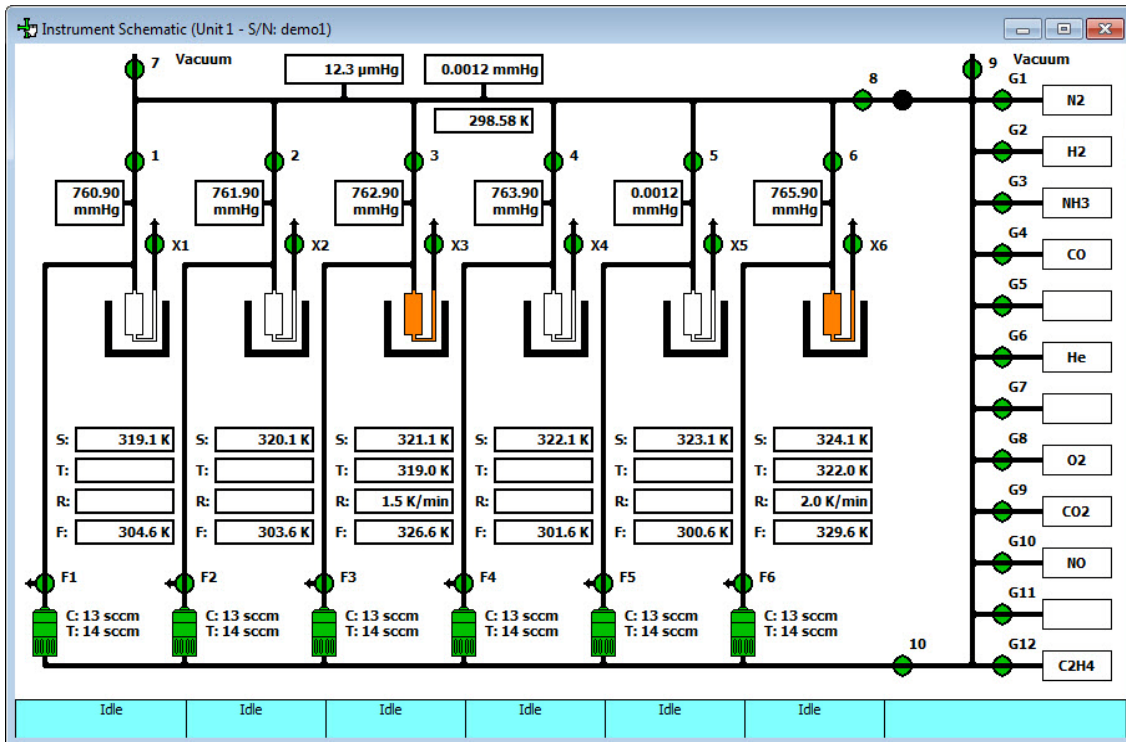 Instrument Schematic (Unit 1 - S/N: demo1)
7 Vacuum 12.3 µmHg 0.0012 mmHg 9 Vacuum
8 G1 N2
298.58 K
G2 H2
1 2 3 4 5 6
760.90 mmHg 761.90 mmHg 762.90 mmHg 763.90 mmHg 0.0012 mmHg 765.90 mmHg
G3 NH3
X1 X2 X3 X4 X5 X6
G4 CO
G5
G6 He
G7
S: 319.1 K S: 320.1 K S: 321.1 K S: 322.1 K S: 323.1 K S: 324.1 K
G8 O2
T: T: T: 319.0 K T: T: T: 322.0 K
R: R: R: 1.5 K/min R: R: R: 2.0 K/min
G9 CO2
F: 304.6 K F: 303.6 K F: 326.6 K F: 301.6 K F: 300.6 K F: 329.6 K
G10 NO
F1 F2 F3 F4 F5 F6
G11
C: 13 sccm C: 13 sccm C: 13 sccm C: 13 sccm C: 13 sccm C: 13 sccm
T: 14 sccm T: 14 sccm T: 14 sccm T: 14 sccm T: 14 sccm T: 14 sccm
10 G12 C2H4
Idle Idle Idle Idle Idle Idle